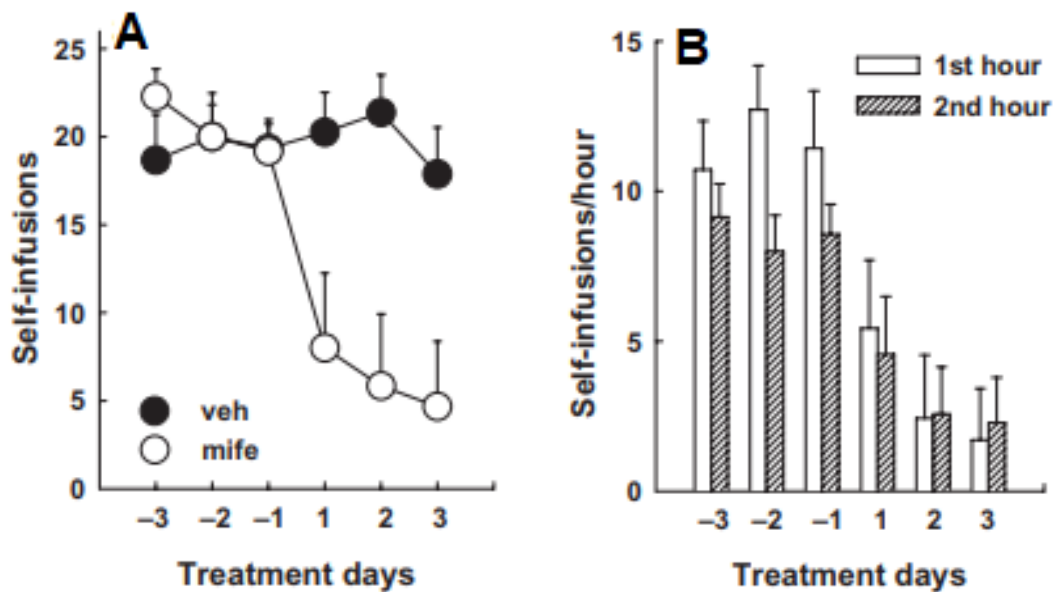 A
25
20
15
10
5
0
Self-infusions
veh
mife
–3 –2 –1 1 2 3
Treatment days
B
15
10
5
0
Self-infusions/hour
1st hour
2nd hour
–3 –2 –1 1 2 3
Treatment days